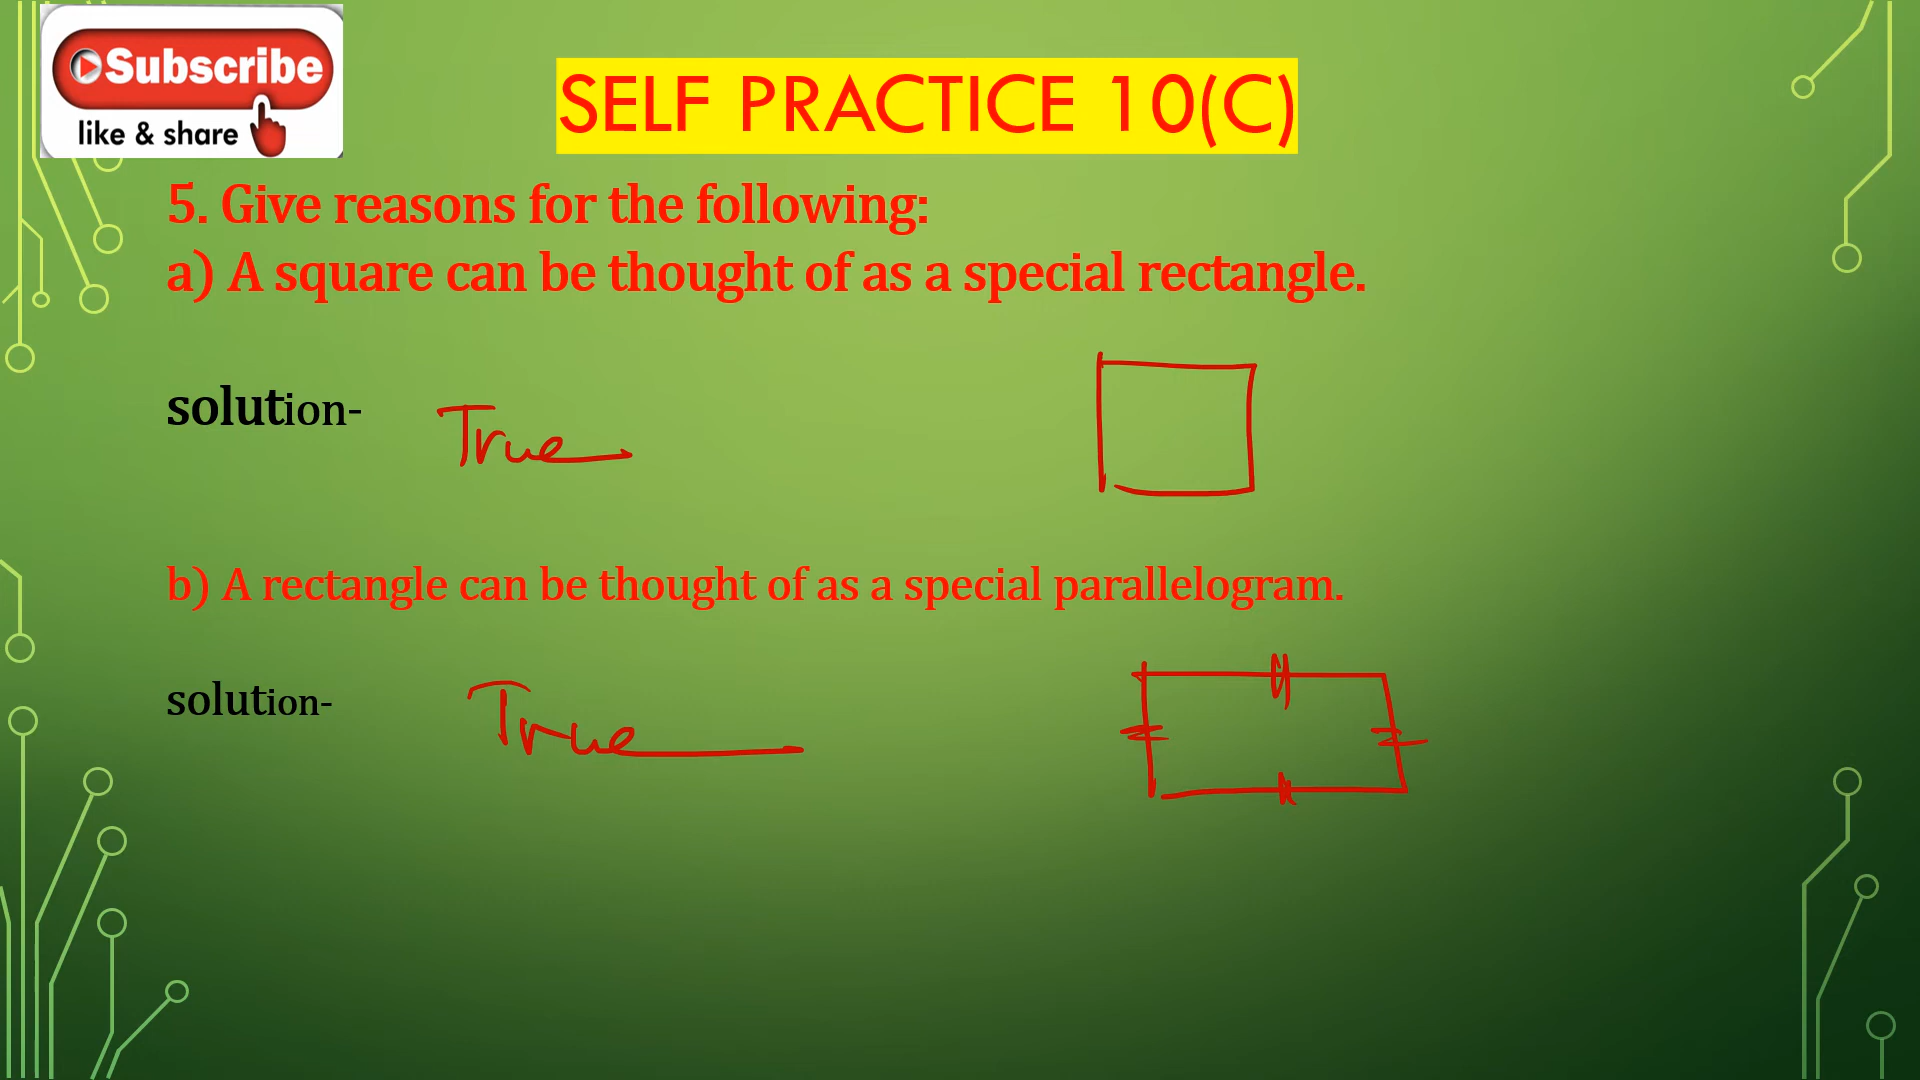 Subscribe
like & share
SELF PRACTICE 10(C)
5. Give reasons for the following:
a) A square can be thought of as a special rectangle.
solution- True
b) A rectangle can be thought of as a special parallelogram.
solution- True